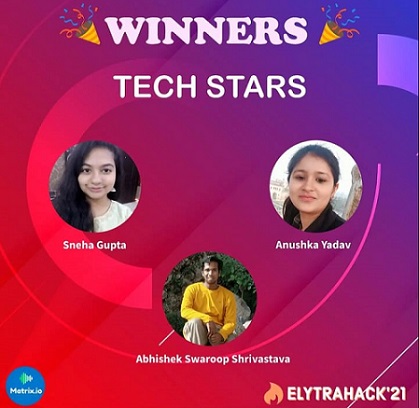 WINNERS
TECH STARS
Sneha Gupta
Anushka Yadav
Abhishek Swaroop Shrivastava
Matrix.io
ELYTRAHACK'21